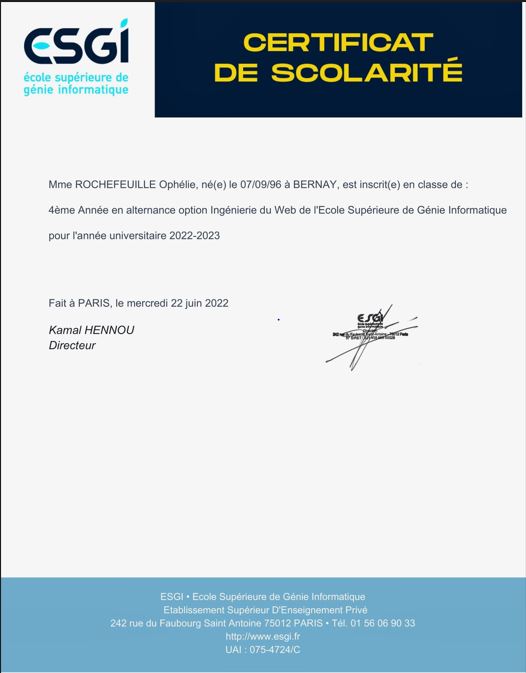 ESGI
école supérieure de
génie informatique
CERTIFICAT
DE SCOLARITÉ
Mme ROCHEFEUILLE Ophélie, né(e) le 07/09/96 à BERNAY, est inscrit(e) en classe de :
4ème Année en alternance option Ingénierie du Web de l'Ecole Supérieure de Génie Informatique
pour l'année universitaire 2022-2023
Fait à PARIS, le mercredi 22 juin 2022
Kamal HENNOU
Directeur
ESGI
ESGI • Ecole Supérieure de Génie Informatique
Etablissement Supérieur D'Enseignement Privé
242 rue du Faubourg Saint Antoine 75012 PARIS • Tél. 01 56 06 90 33
http://www.esgi.fr
UAI : 075-4724/C